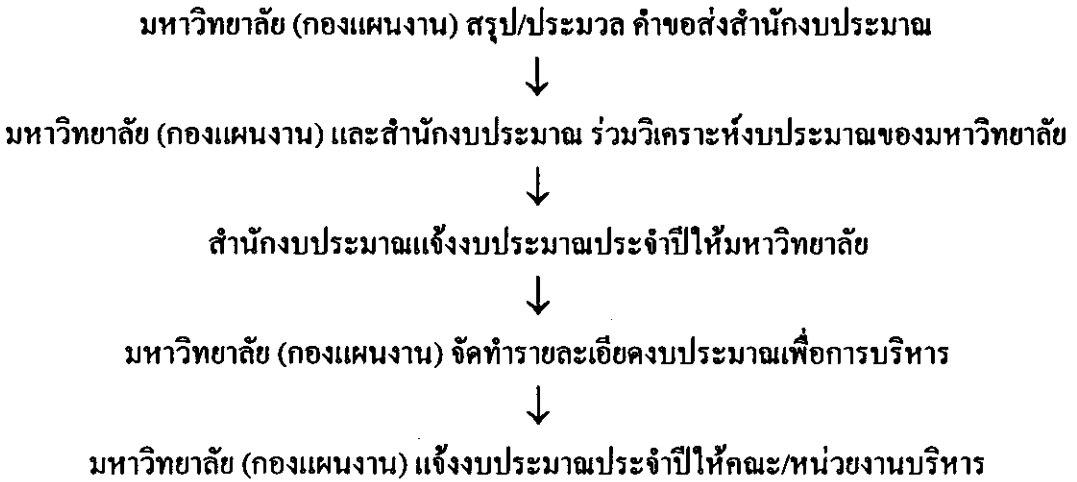 มหาวิทยาลัย (กองแผนงาน) สรุป/ประมวล คำขอส่งสำนักงบประมาณ
↓
มหาวิทยาลัย (กองแผนงาน) และสำนักงบประมาณ ร่วมวิเคราะห์งบประมาณของมหาวิทยาลัย
↓
สำนักงบประมาณแจ้งงบประมาณประจำปีให้มหาวิทยาลัย
↓
มหาวิทยาลัย (กองแผนงาน) จัดทำรายละเอียดงบประมาณเพื่อการบริหาร
↓
มหาวิทยาลัย (กองแผนงาน) แจ้งงบประมาณประจำปีให้คณะ/หน่วยงานบริหาร